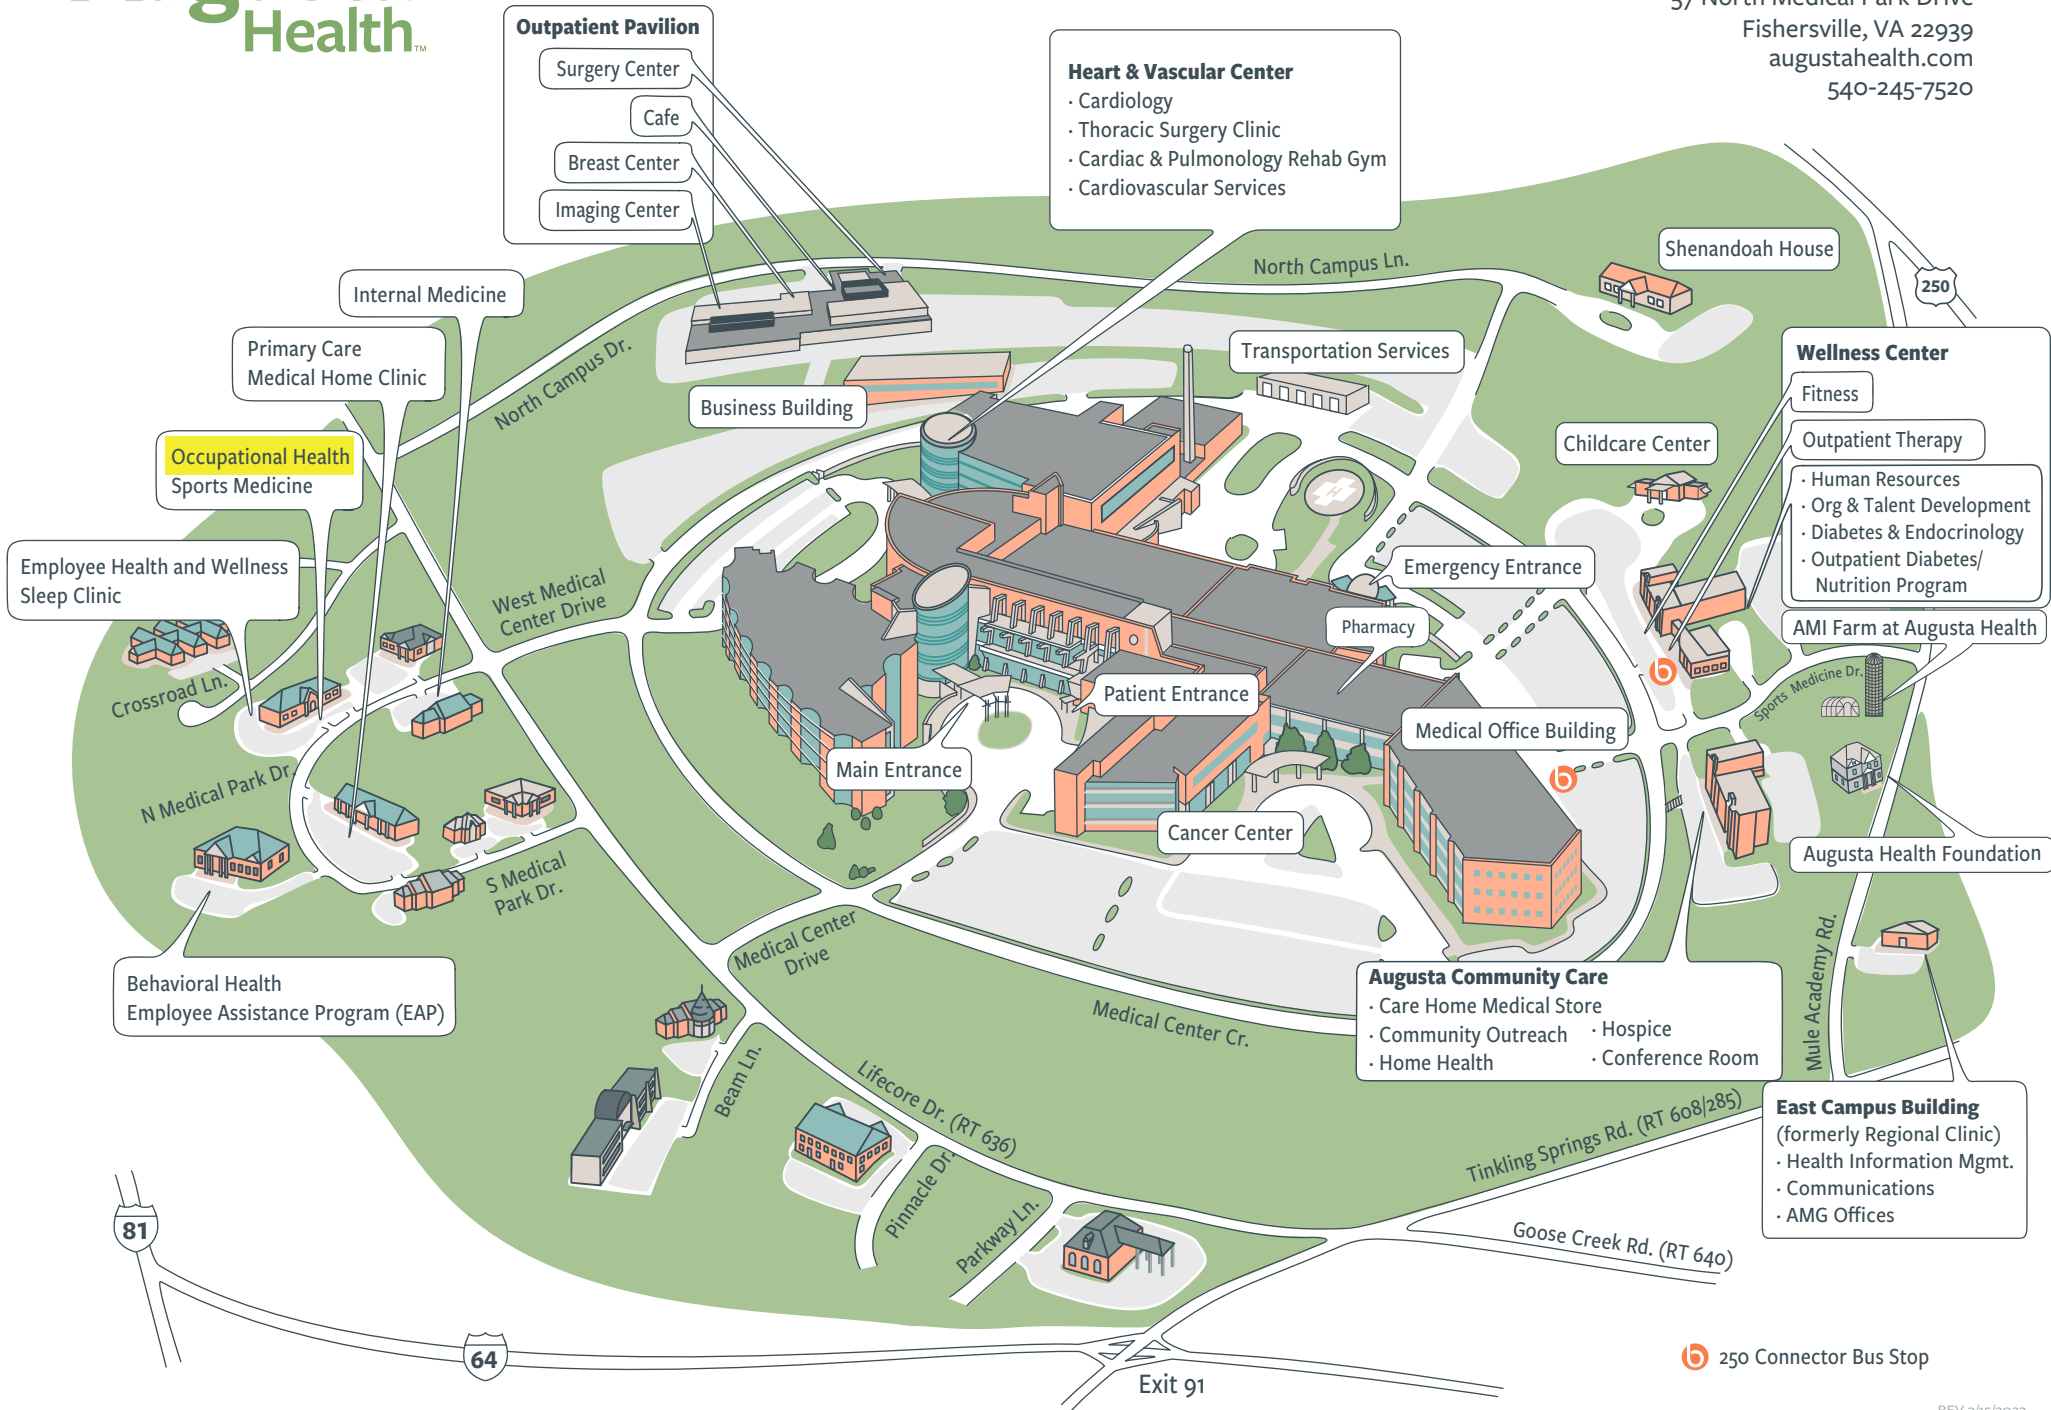 Health™
57 North Medical Park Drive
Fishersville, VA 22939
augustahealth.com
540-245-7520
Outpatient Pavilion
Surgery Center
Cafe
Breast Center
Imaging Center
Heart & Vascular Center
· Cardiology
· Thoracic Surgery Clinic
· Cardiac & Pulmonology Rehab Gym
· Cardiovascular Services
North Campus Ln.
Shenandoah House
250
Internal Medicine
Primary Care
Medical Home Clinic
Occupational Health
Sports Medicine
Employee Health and Wellness
Sleep Clinic
North Campus Dr.
Business Building
Transportation Services
Childcare Center
Wellness Center
Fitness
Outpatient Therapy
· Human Resources
· Org & Talent Development
· Diabetes & Endocrinology
· Outpatient Diabetes/
Nutrition Program
AMI Farm at Augusta Health
West Medical
Center Drive
H
Emergency Entrance
Pharmacy
Patient Entrance
Main Entrance
Medical Office Building
Cancer Center
b
b
Sports Medicine Dr.
Crossroad Ln.
N Medical Park Dr.
S Medical
Park Dr.
Augusta Health Foundation
Behavioral Health
Employee Assistance Program (EAP)
Medical Center
Drive
Medical Center Cr.
Augusta Community Care
· Care Home Medical Store
· Community Outreach
· Home Health
· Hospice
· Conference Room
Mule Academy Rd.
East Campus Building
(formerly Regional Clinic)
· Health Information Mgmt.
· Communications
· AMG Offices
Beam Ln.
Lifecore Dr. (RT 636)
Pinnacle Dr.
Parkway Ln.
Tinkling Springs Rd. (RT 608/285)
Goose Creek Rd. (RT 640)
81
64
Exit 91
b 250 Connector Bus Stop